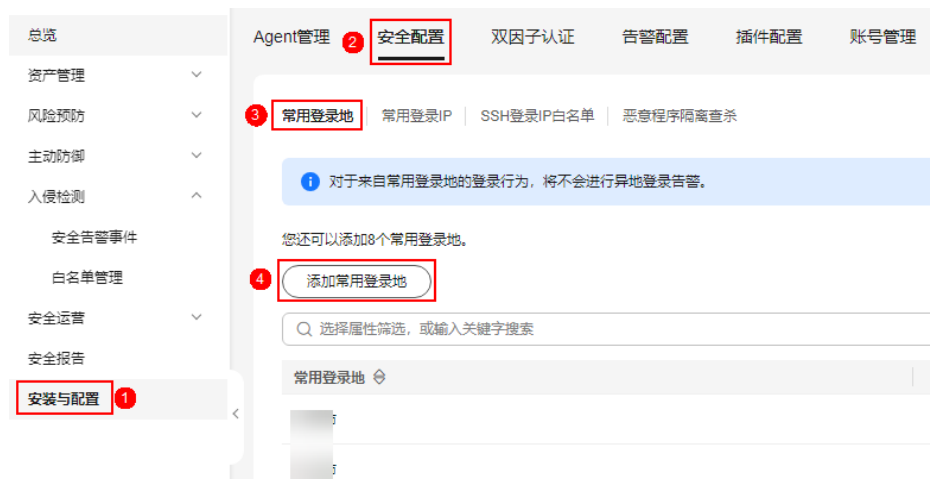 总览
资产管理
风险预防
主动防御
入侵检测
安全告警事件
白名单管理
安全运营
安全报告
安装与配置 1
Agent管理 2 安全配置 双因子认证 告警配置 插件配置 账号管理
3 常用登录地 常用登录IP SSH登录IP白名单 恶意程序隔离查杀
对于来自常用登录地的登录行为，将不会进行异地登录告警。
您还可以添加8个常用登录地。
4 添加常用登录地
选择属性筛选，或输入关键字搜索
常用登录地